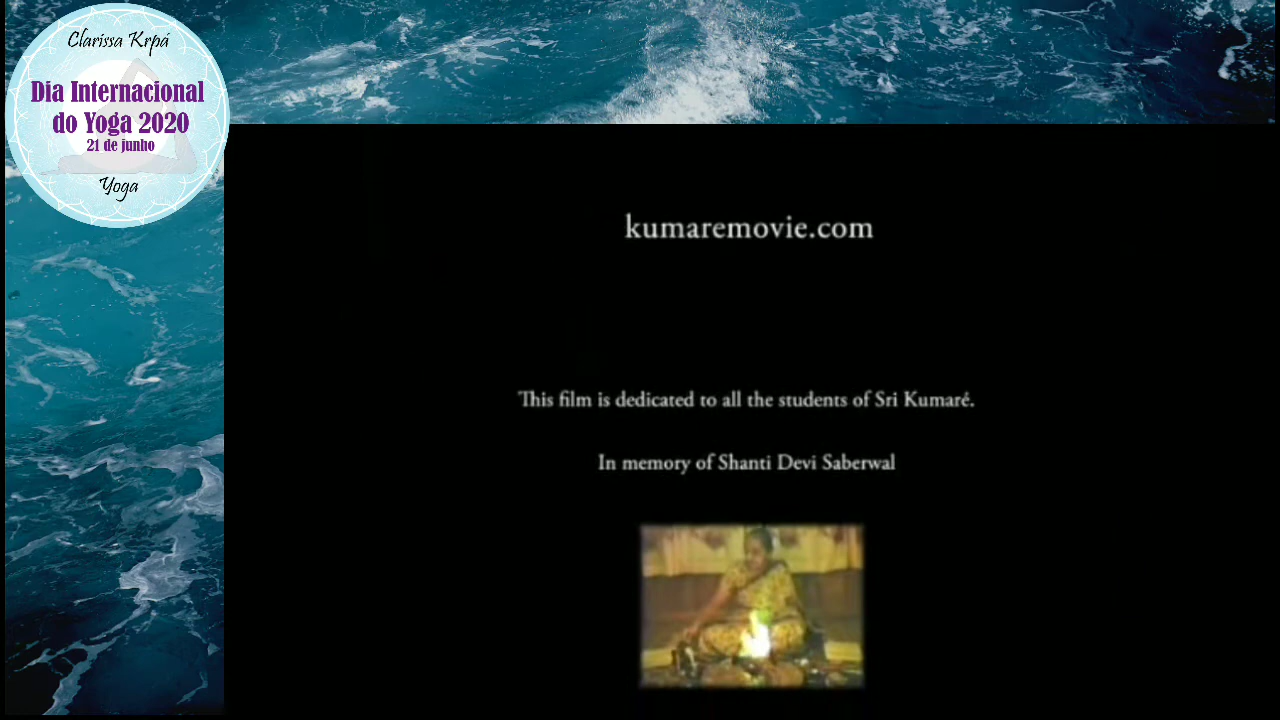 Clarissa Krpá
Dia Internacional
do Yoga 2020
21 de junho
Yoga
kumaremovie.com
This film is dedicated to all the students of Sri Kumaré.
In memory of Shanti Devi Saberwal